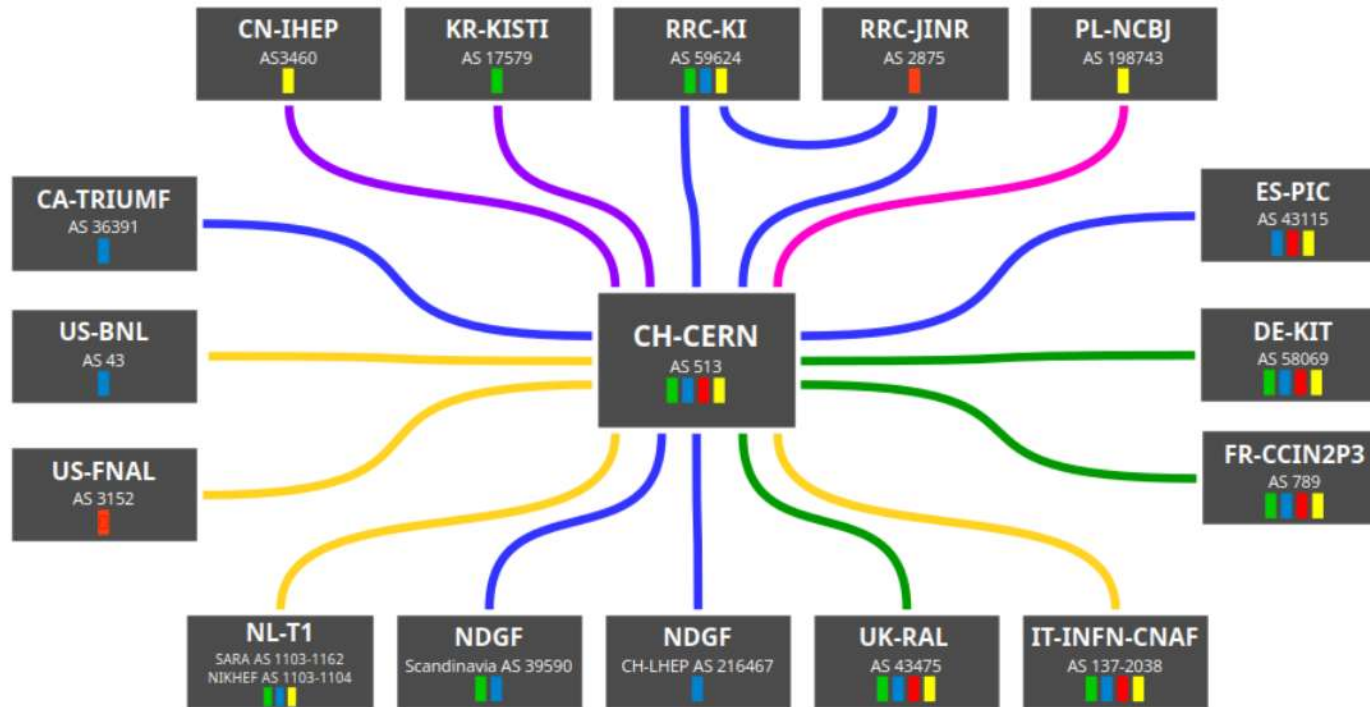 CN-IHEP
AS3460
KR-KISTI
AS 17579
RRC-KI
AS 59624
RRC-JINR
AS 2875
PL-NCBJ
AS 198743
CA-TRIUMF
AS 36391
ES-PIC
AS 43115
US-BNL
AS 43
CH-CERN
AS 513
DE-KIT
AS 58069
US-FNAL
AS 3152
FR-CCIN2P3
AS 789
NL-T1
SARA AS 1103-1162
NIKHEF AS 1103-1104
NDGF
Scandinavia AS 39590
NDGF
CH-LHEP AS 216467
UK-RAL
AS 43475
IT-INFN-CNAF
AS 137-2038